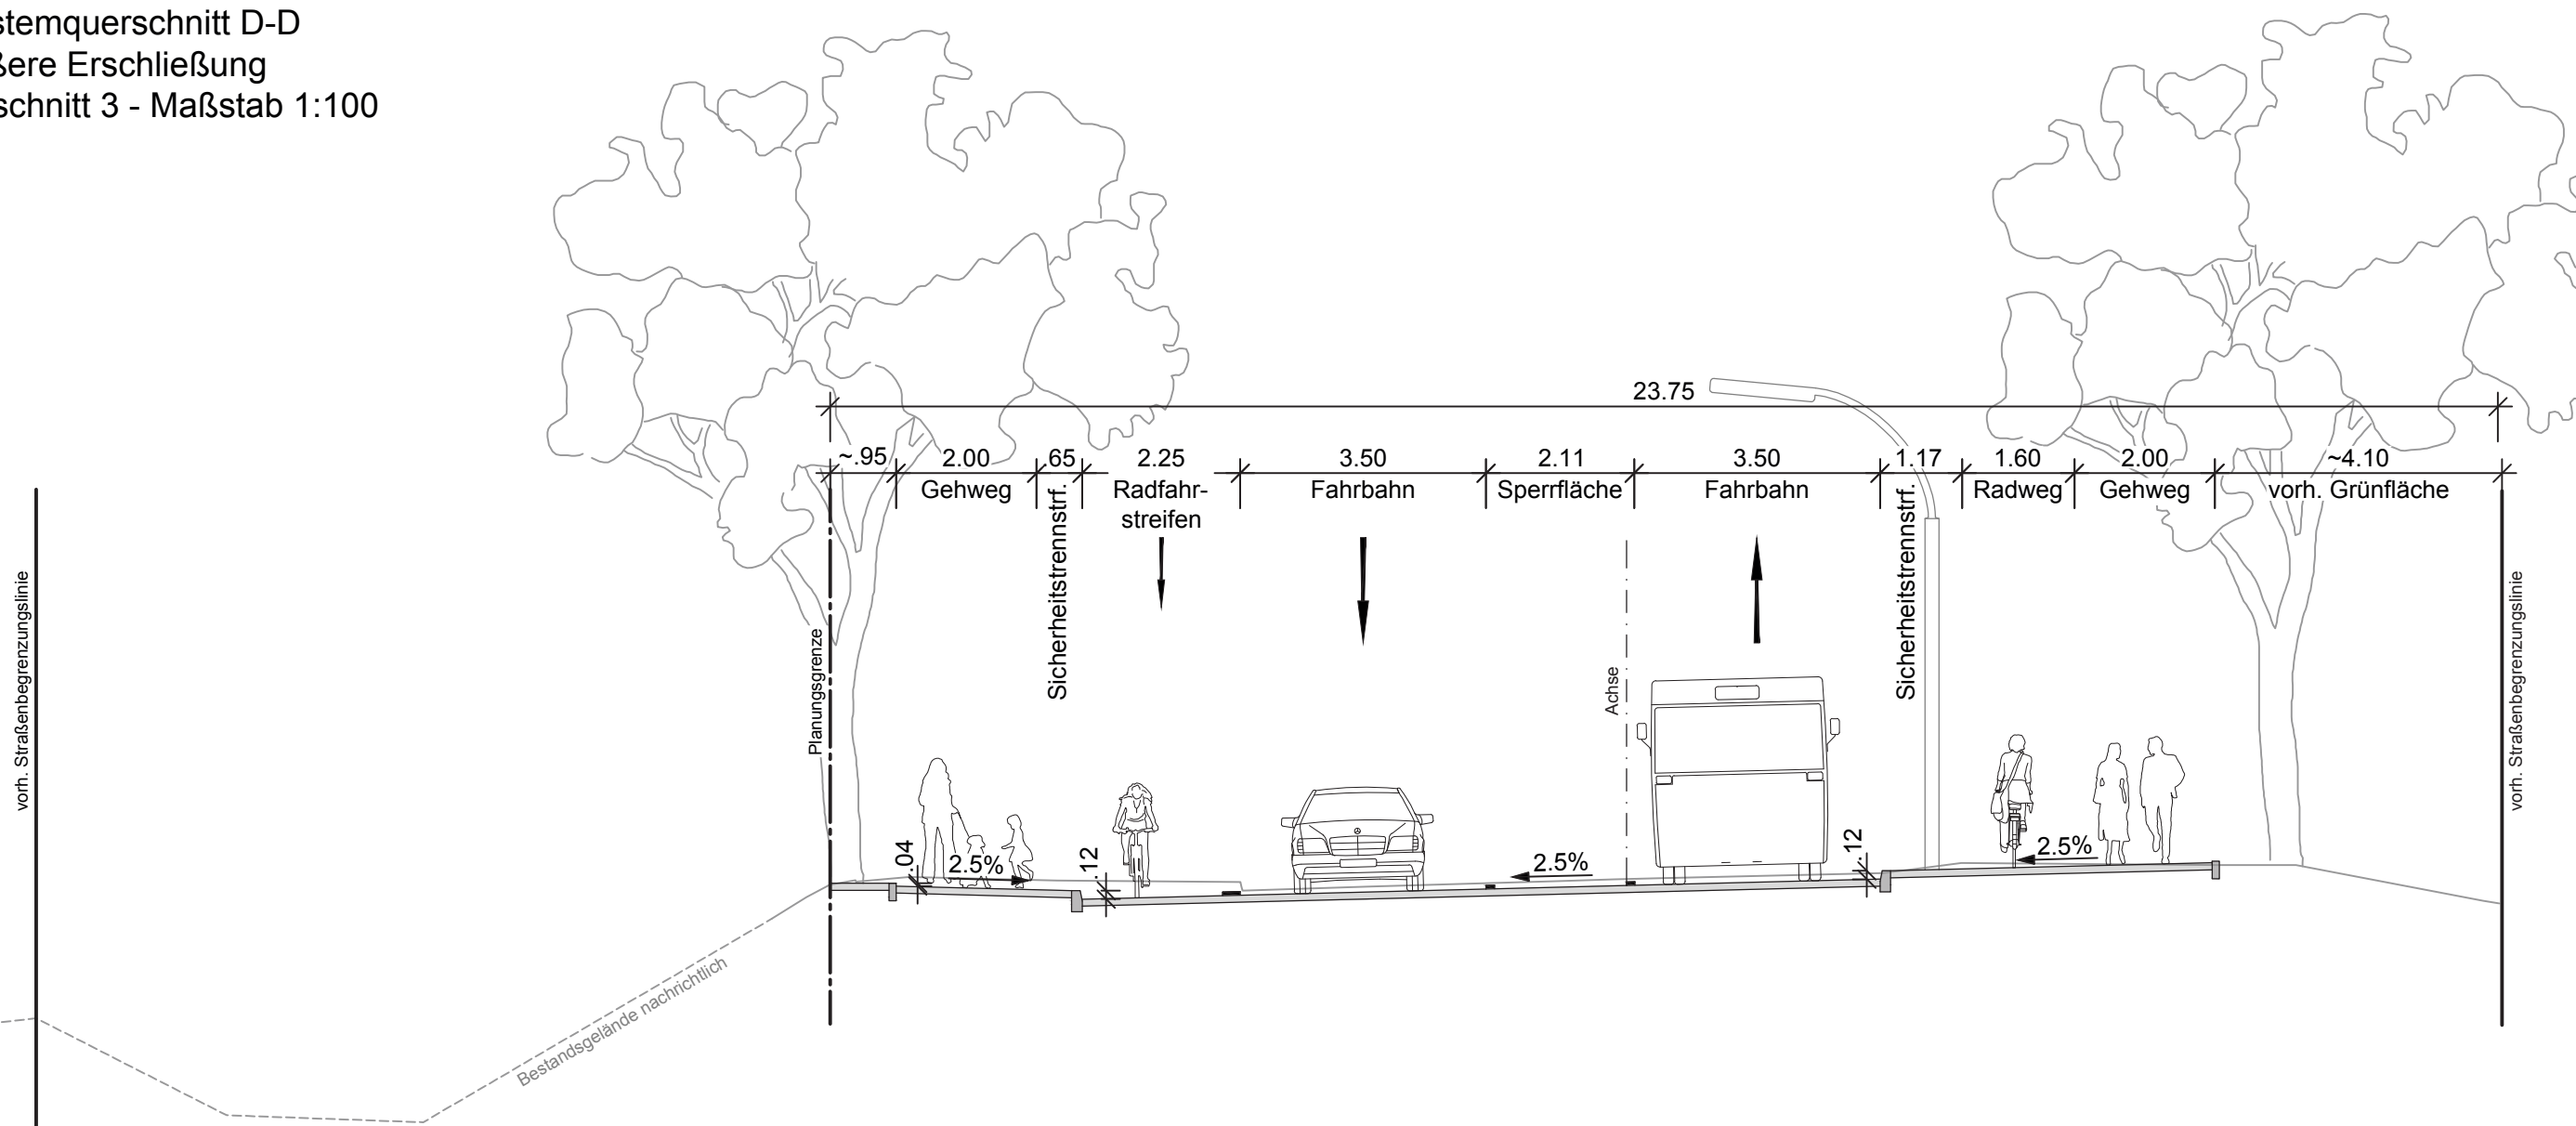 stemquerschnitt D-D
ßere Erschließung
schnitt 3 - Maßstab 1:100
23.75
~.95 2.00 .65 2.25 3.50 2.11 3.50 1.17 1.60 2.00 ~4.10
Gehweg Sicherheitstrennstrf. Radfahr- Fahrbahn Sperrfläche Fahrbahn Sicherheitstrennstrf. Radweg Gehweg vorh. Grünfläche
streifen
vorh. Straßenbegrenzungslinie
Planungsgrenze
Achse
vorh. Straßenbegrenzungslinie
.04
2.5%
.12
2.5%
.12
2.5%
Bestandsgelände nachrichtlich